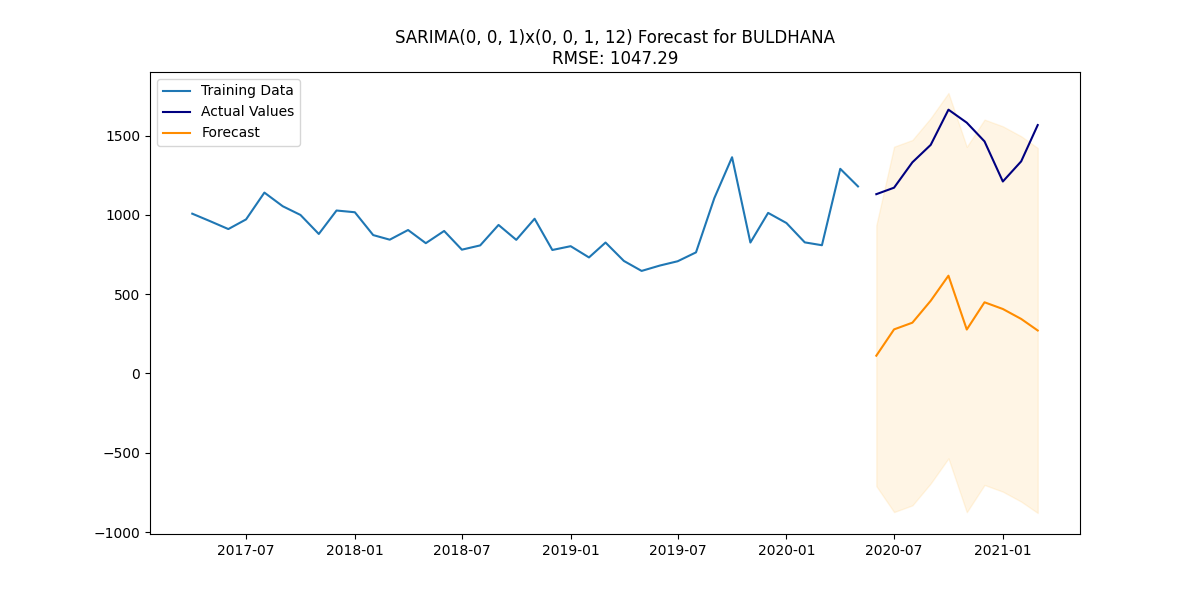 SARIMA(0, 0, 1)x(0, 0, 1, 12) Forecast for BULDHANA
RMSE: 1047.29
Training Data
Actual Values
Forecast
1500
1000
500
0
−500
−1000
2017-07 2018-01 2018-07 2019-01 2019-07 2020-01 2020-07 2021-01